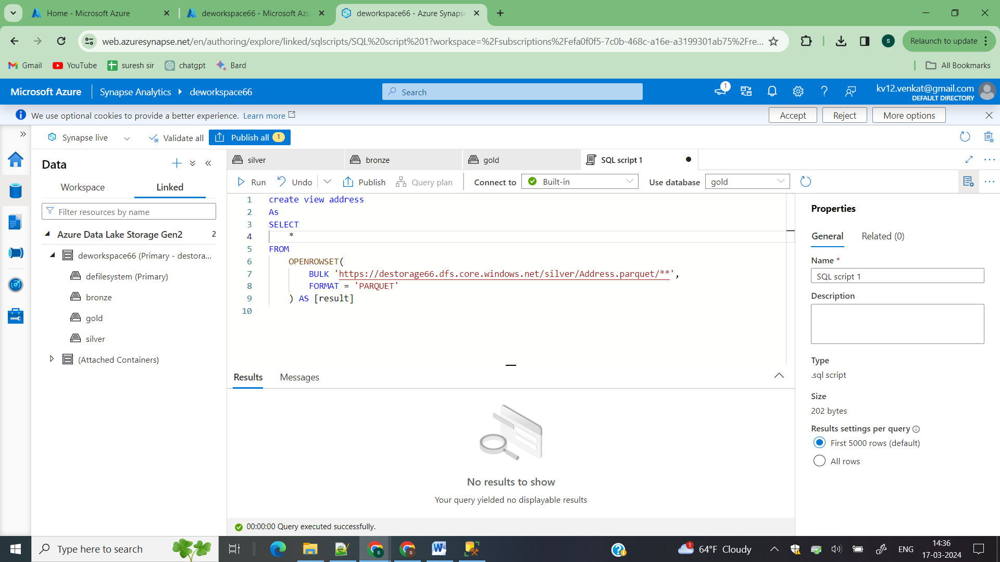 Home - Microsoft Azure
deworkspace66 - Microsoft Azu
deworkspace66 - Azure Synapse
web.azuresynapse.net/en/authoring/explore/linked/sqlscripts/SQL%20script%201?workspace=%2Fsubscriptions%2Fefa0f0f5-7c0b-468c-a16e-a3199301ab75%2Fre...
S
Relaunch to update
Gmail
YouTube
suresh sir
chatgpt
Bard
All Bookmarks
Microsoft Azure
Synapse Analytics
deworkspace66
Search
1
kv12.venkat@gmail.com
DEFAULT DIRECTORY
We use optional cookies to provide a better experience. Learn more
Accept
Reject
More options
Synapse live
Validate all
Publish all 1
Data
Workspace
Linked
Filter resources by name
Azure Data Lake Storage Gen2 2
deworkspace66 (Primary - destora...
defilesystem (Primary)
bronze
gold
silver
(Attached Containers)
silver
bronze
gold
SQL script 1
Run
Undo
Publish
Query plan
Connect to
Built-in
Use database
gold
1 create view address
2 As
3 SELECT
4 *
5 FROM
6 OPENROWSET(
7 BULK 'https://destorage66.dfs.core.windows.net/silver/Address.parquet/**',
8 FORMAT = 'PARQUET'
9 ) AS [result]
10
Results
Messages
No results to show
Your query yielded no displayable results
00:00:00 Query executed successfully.
Properties
General
Related (0)
Name *
SQL script 1
Description
Type
.sql script
Size
202 bytes
Results settings per query
First 5000 rows (default)
All rows
Type here to search
1
64°F Cloudy
ENG
14:36
17-03-2024